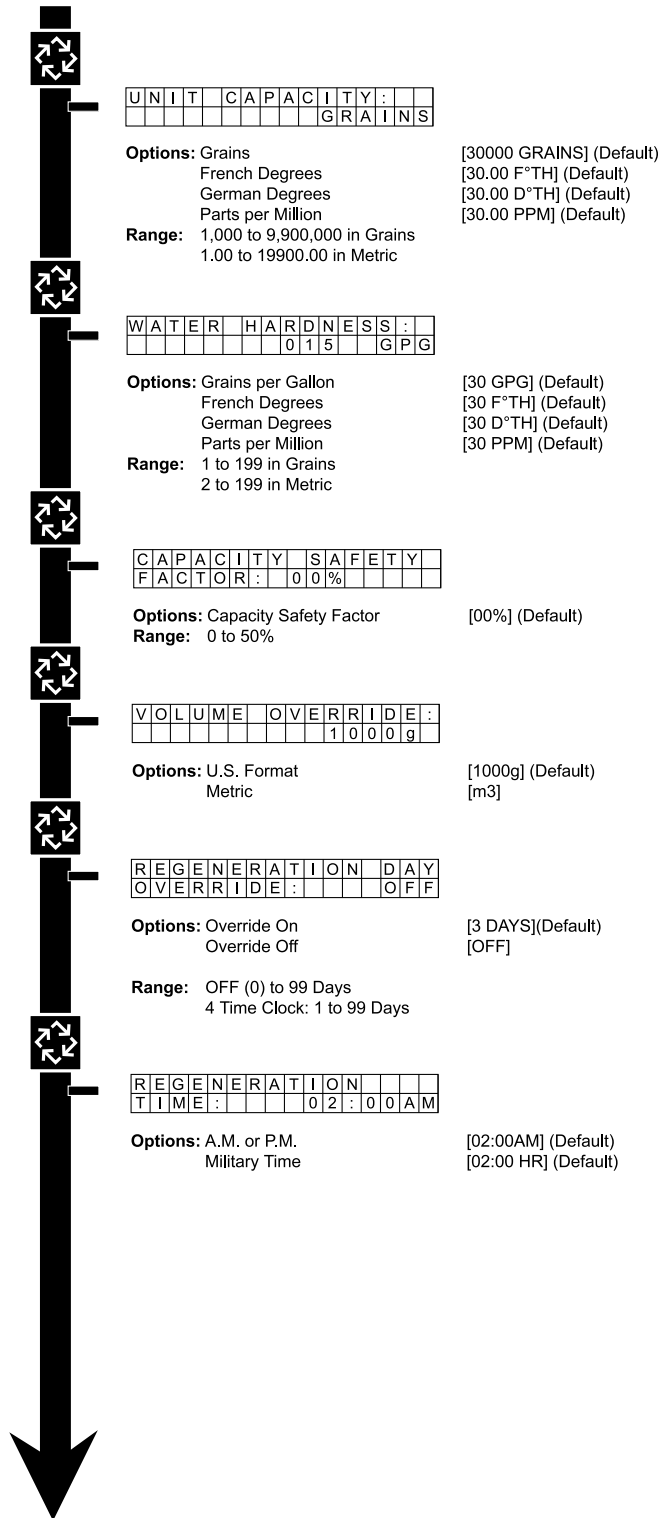 UNIT CAPACITY:
GRAINS
Options: Grains [30000 GRAINS] (Default)
French Degrees [30.00 F°TH] (Default)
German Degrees [30.00 D°TH] (Default)
Parts per Million [30.00 PPM] (Default)
Range: 1,000 to 9,900,000 in Grains
1.00 to 19900.00 in Metric
WATER HARDNESS:
015 GPG
Options: Grains per Gallon [30 GPG] (Default)
French Degrees [30 F°TH] (Default)
German Degrees [30 D°TH] (Default)
Parts per Million [30 PPM] (Default)
Range: 1 to 199 in Grains
2 to 199 in Metric
CAPACITY SAFETY
FACTOR: 00%
Options: Capacity Safety Factor [00%] (Default)
Range: 0 to 50%
VOLUME OVERRIDE:
1000g
Options: U.S. Format [1000g] (Default)
Metric [m3]
REGENERATION DAY
OVERRIDE: OFF
Options: Override On [3 DAYS](Default)
Override Off [OFF]
Range: OFF (0) to 99 Days
4 Time Clock: 1 to 99 Days
REGENERATION
TIME: 02:00AM
Options: A.M. or P.M. [02:00AM] (Default)
Military Time [02:00 HR] (Default)